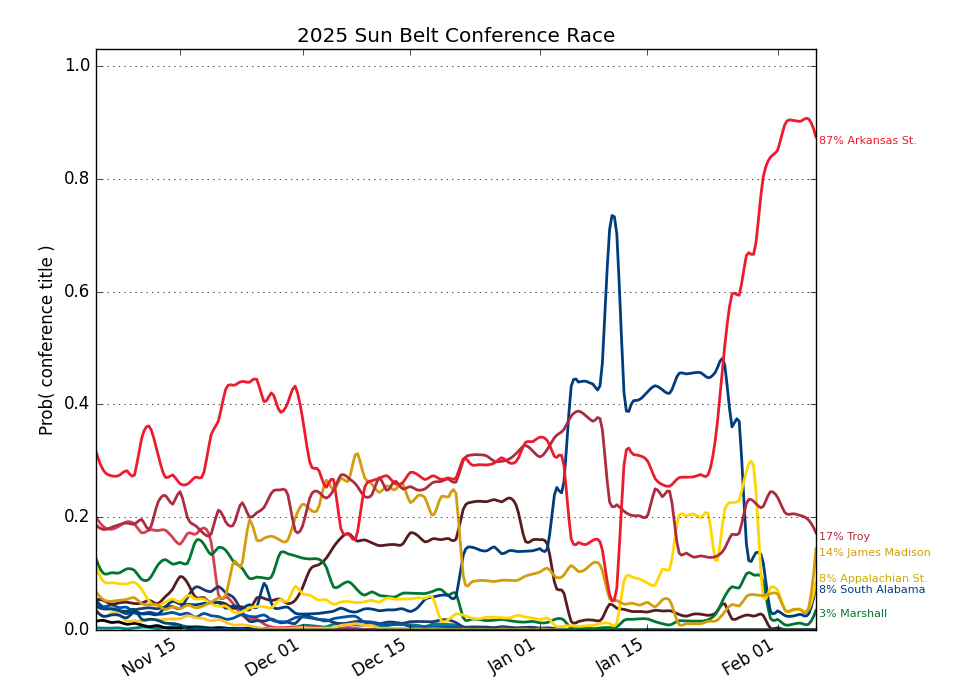 2025 Sun Belt Conference Race
Prob( conference title )
1.0
0.8
0.6
0.4
0.2
0.0
Nov 15
Dec 01
Dec 15
Jan 01
Jan 15
Feb 01
87% Arkansas St.
17% Troy
14% James Madison
8% Appalachian St.
8% South Alabama
3% Marshall